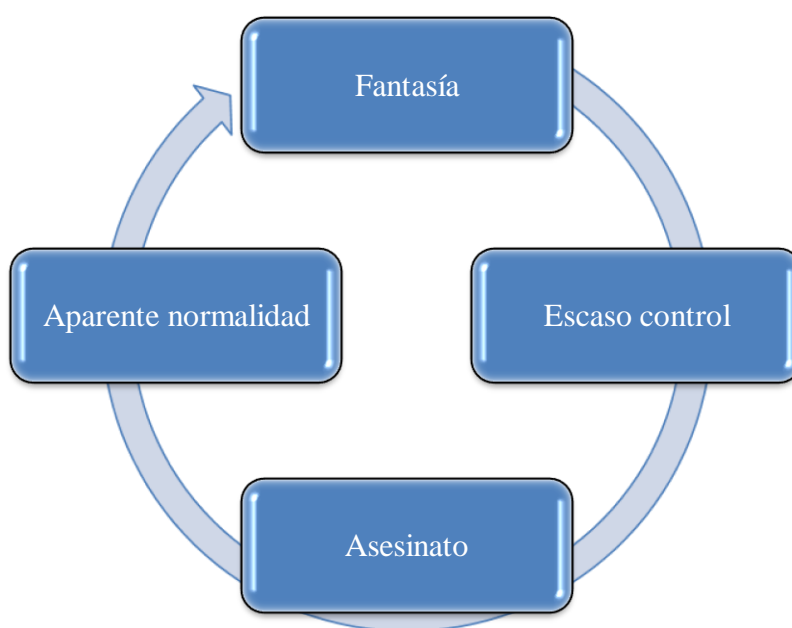 Fantasía
Escaso control
Asesinato
Aparente normalidad